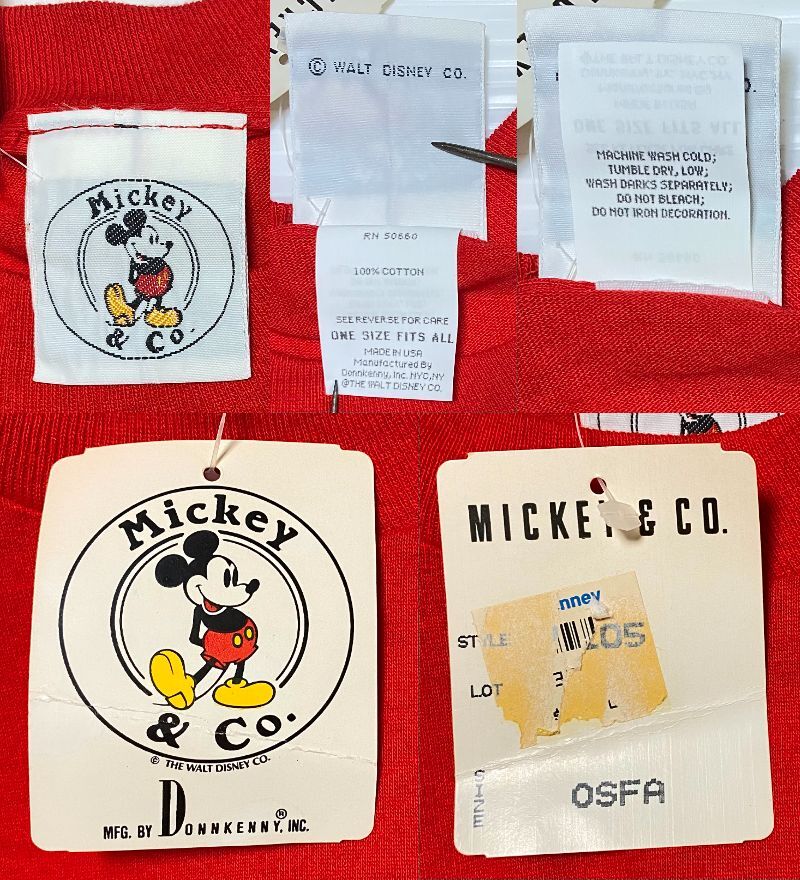 Mickey
& Co.
© WALT DISNEY CO.
RN 50660
100% COTTON
SEE REVERSE FOR CARE
ONE SIZE FITS ALL
MADE IN USA
Manufactured By
Donnkenny, Inc. NYC, NY
@THE WALT DISNEY CO.
MACHINE WASH COLD;
TUMBLE DRY, LOW;
WASH DARKS SEPARATELY;
DO NOT BLEACH;
DO NOT IRON DECORATION.
Mickey
& Co.
© THE WALT DISNEY CO.
MFG. BY DONNKENNY, INC.®
MICKEY & CO.
nney
STYLE 205
LOT
L
SIZE OSFA